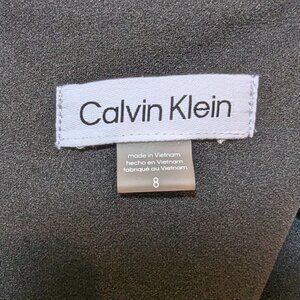 Calvin Klein
made in Vietnam
hecho en Vietnam
fabriqué au Vietnam
8